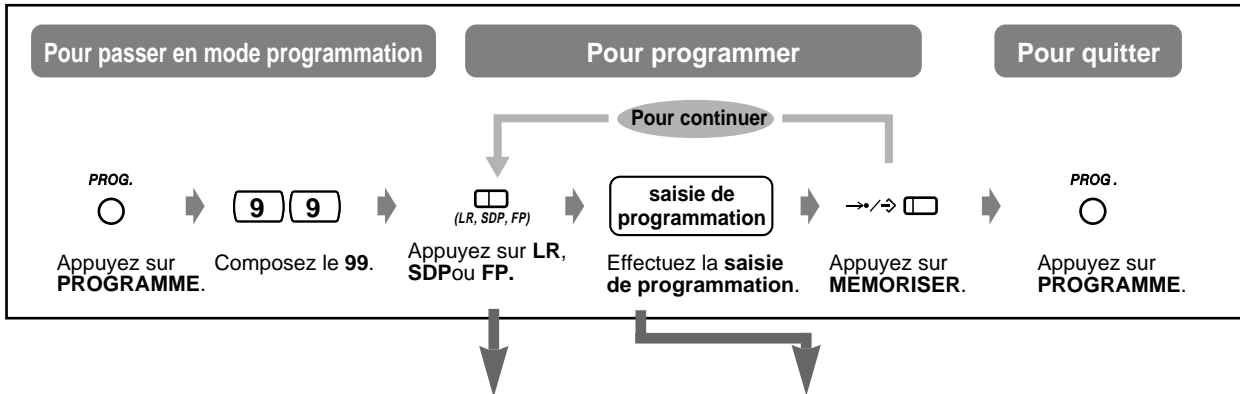 Pour passer en mode programmation
Pour programmer
Pour quitter
Pour continuer
PROG.
9 9
(LR, SDP, FP)
saisie de
programmation
PROG.
Appuyez sur
PROGRAMME.
Composez le 99.
Appuyez sur LR,
SDPou FP.
Effectuez la saisie
de programmation.
Appuyez sur
MEMORISER.
Appuyez sur
PROGRAMME.